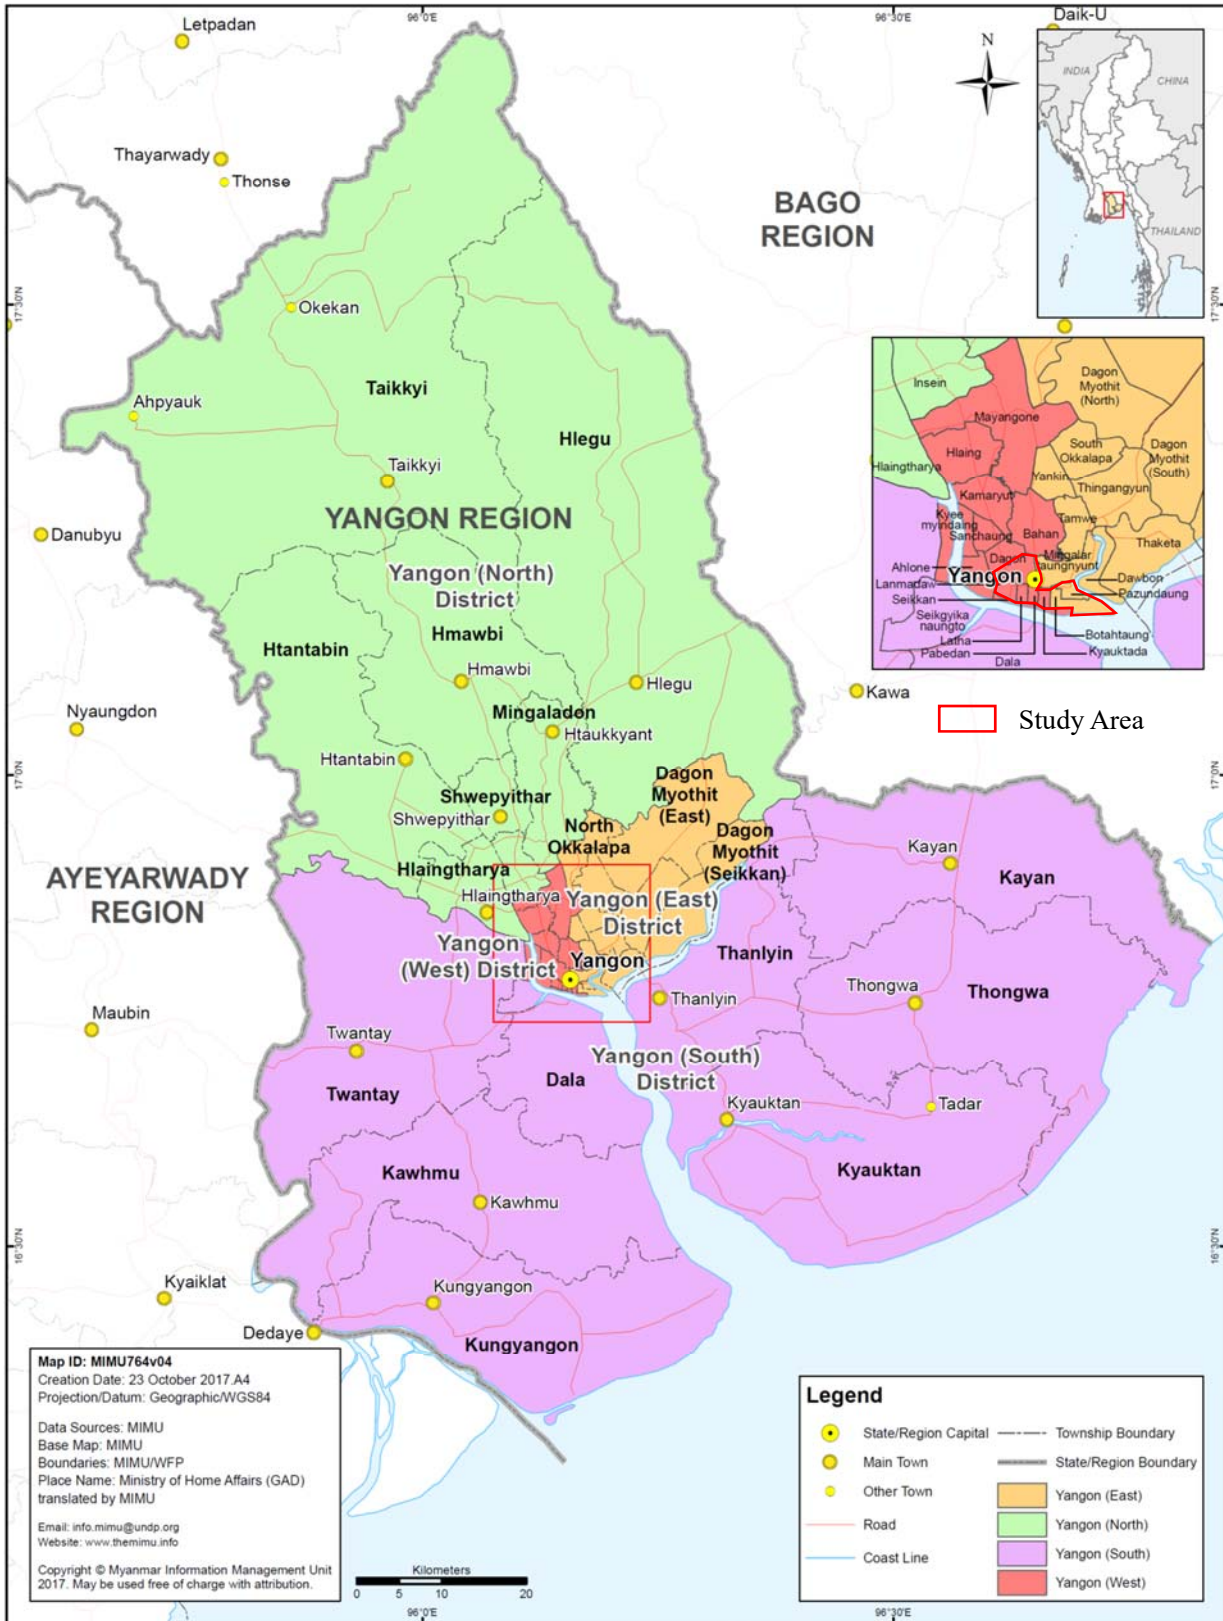 96°0'E
96°30'E
Letpadan
Daik-U
N
INDIA
CHINA
THAILAND
Thayarwady
Thonse
BAGO
REGION
17°30'N
17°30'N
Okekan
Taikkyi
Ahpyauk
Hlegu
Taikkyi
Danubyu
YANGON REGION
Yangon (North)
District
Hmawbi
Htantabin
Hmawbi
Hlegu
Kawa
Mingaladon
Htaukkyant
Nyaungdon
Htantabin
Insein
Dagon
Myothit
(North)
Mayangone
Hlaing
South
Okkalapa
Dagon
Myothit
(South)
Hlaingtharya
Yankin
Thingangyun
Kamaryut
Kyee
myindaing
Sanchaung
Bahan
Tamwe
Thaketa
Dagon
Mingalar
taungnyunt
Ahlone
Yangon
Dawbon
Lanmadaw
Pazundaung
Seikkan
Seikgyika
naungto
Latha
Botahtaung
Pabedan
Kyauktada
Dala
Study Area
17°0'N
17°0'N
Shwepyithar
Shwepyithar
Dagon
Myothit
(East)
North
Okkalapa
Dagon
Myothit
(Seikkan)
Kayan
Kayan
AYEYARWADY
REGION
Hlaingtharya
Hlaingtharya
Yangon (East)
District
Yangon
(West) District
Yangon
Thanlyin
Thanlyin
Thongwa
Thongwa
Maubin
Twantay
Twantay
Dala
Yangon (South)
District
Kyauktan
Tadar
Kyauktan
Kawhmu
Kawhmu
16°30'N
16°30'N
Kyaiklat
Kungyangon
Dedaye
Kungyangon
Map ID: MIMU764v04
Creation Date: 23 October 2017.A4
Projection/Datum: Geographic/WGS84
Data Sources: MIMU
Base Map: MIMU
Boundaries: MIMU/WFP
Place Name: Ministry of Home Affairs (GAD)
translated by MIMU
Email: info.mimu@undp.org
Website: www.themimu.info
Copyright © Myanmar Information Management Unit
2017. May be used free of charge with attribution.
Kilometers
0 5 10 20
Legend
State/Region Capital
Main Town
Other Town
Road
Coast Line
Township Boundary
State/Region Boundary
Yangon (East)
Yangon (North)
Yangon (South)
Yangon (West)
96°0'E
96°30'E